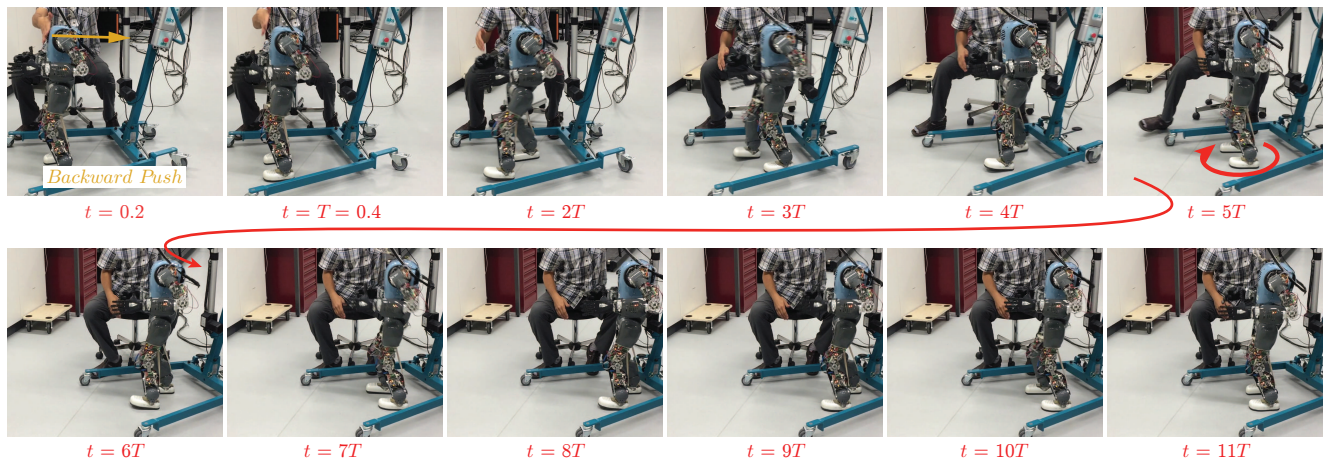 Backward Push
t = 0.2
t = T = 0.4
t = 2T
t = 3T
t = 4T
t = 5T
t = 6T
t = 7T
t = 8T
t = 9T
t = 10T
t = 11T